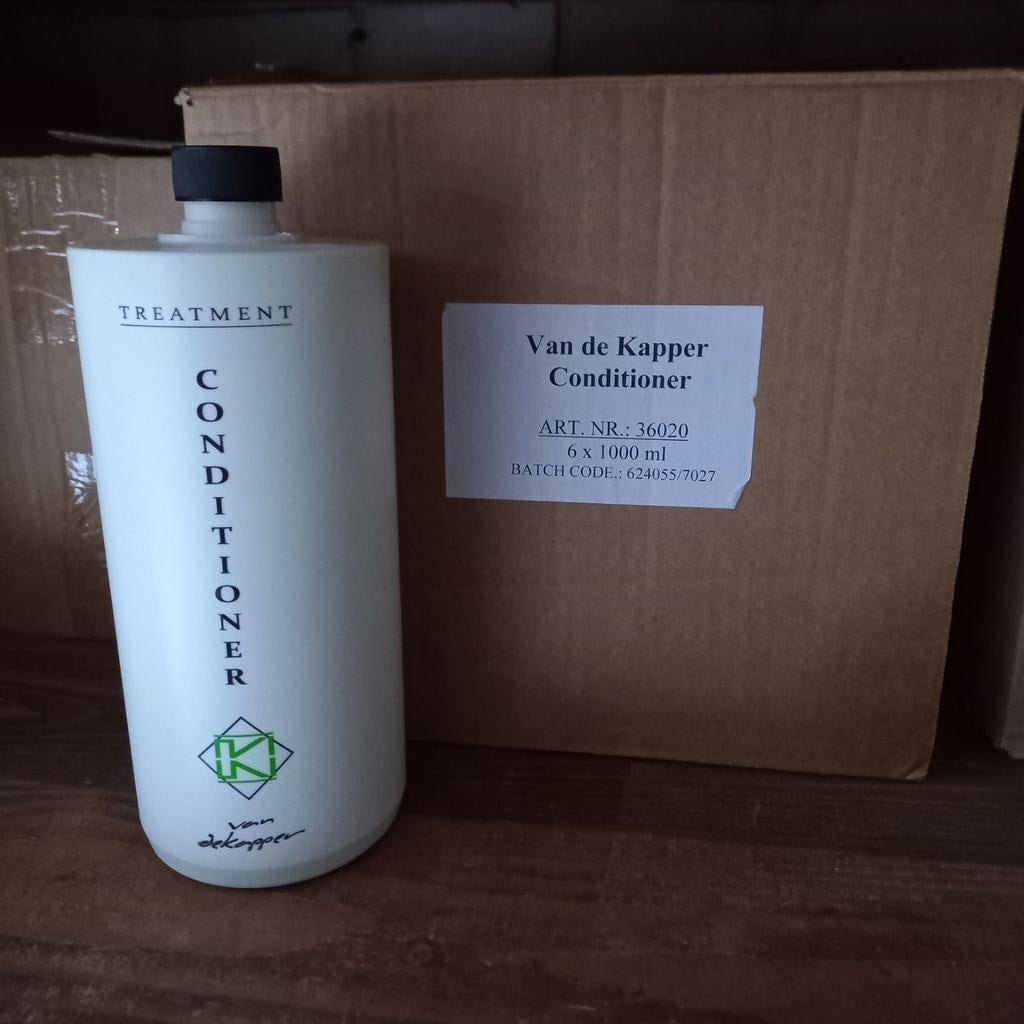 TREATMENT
CONDITIONER
K
van
dekapper
Van de Kapper
Conditioner
ART. NR.: 36020
6 x 1000 ml
BATCH CODE.: 624055/7027